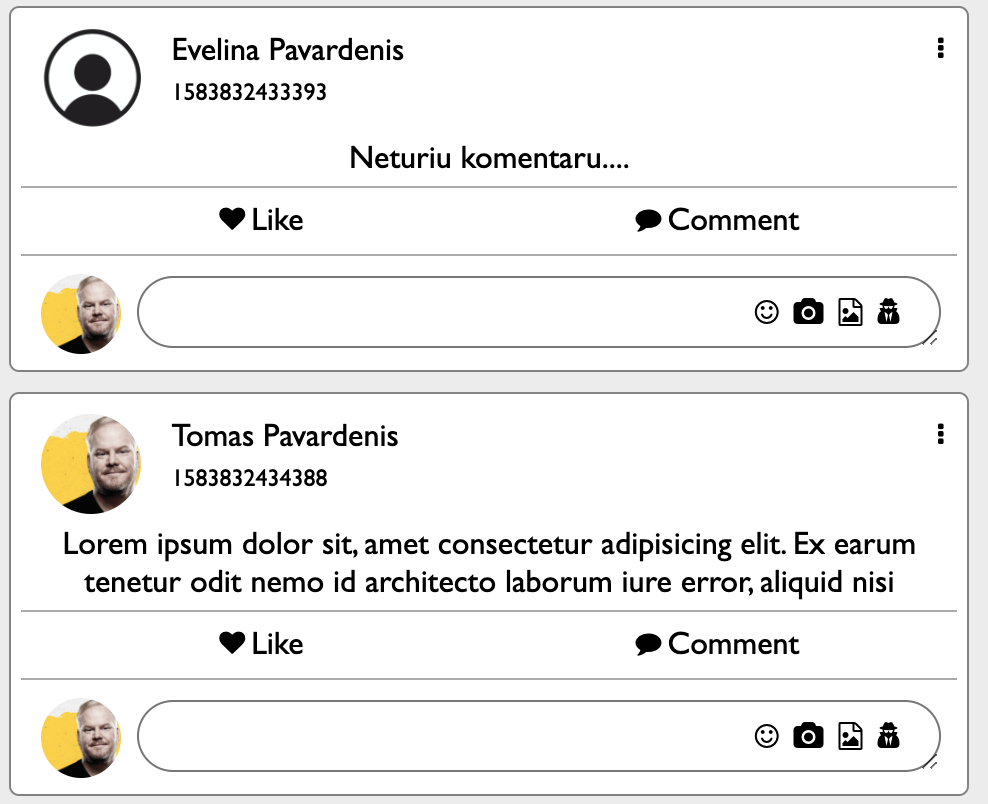 Evelina Pavardenis
1583832433393
Neturiu komentaru....
Like
Comment
Tomas Pavardenis
1583832434388
Lorem ipsum dolor sit, amet consectetur adipisicing elit. Ex earum
tenetur odit nemo id architecto laborum iure error, aliquid nisi
Like
Comment